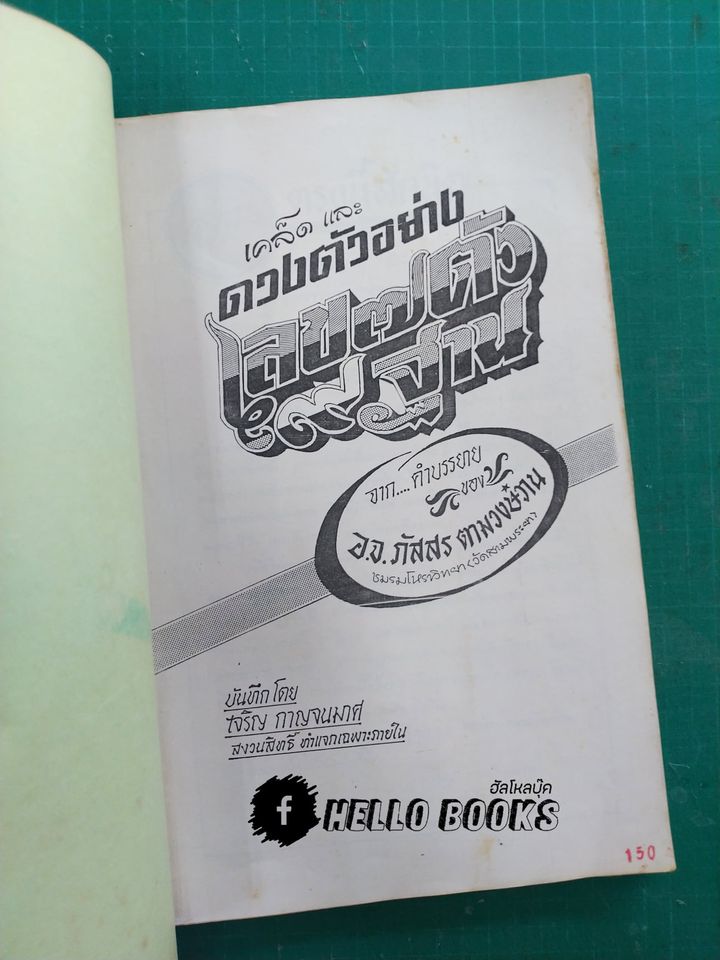 เคล็ด และ
ดวงตัวอย่าง
เลข๗ตัว
๙ฐาน
จาก.... คำบรรยาย
ของ
อ.จ. ภัสสร ตามวงษ์วาน
ชมรมโหรวิทยา (วัดสามพระยา)
บันทึกโดย
เจริญ กาญจนมาศ
สงวนสิทธิ์ ทำแจกเฉพาะภายใน
ฮัลโหลบุ๊ค
f HELLO BOOKS
150